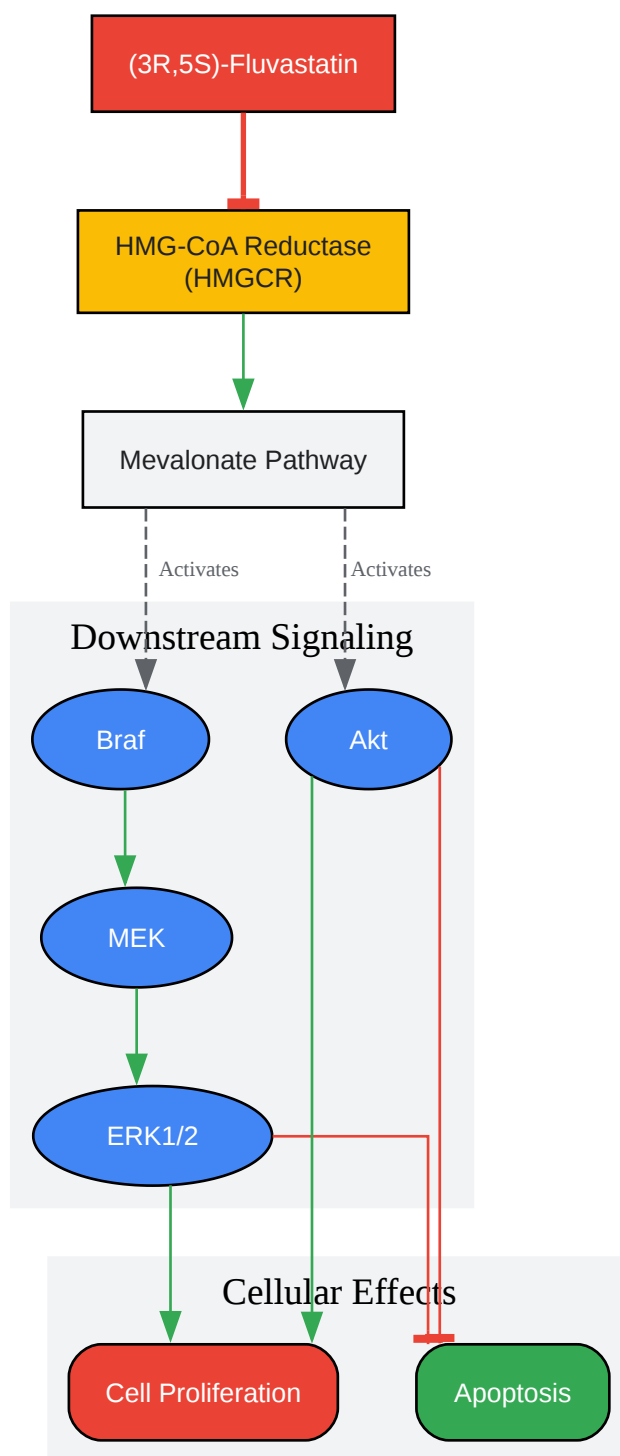 (3R,5S)-Fluvastatin
HMG-CoA Reductase
(HMGCR)
Mevalonate Pathway
Activates
Activates
Downstream Signaling
Braf
Akt
MEK
ERK1/2
Cellular Effects
Cell Proliferation
Apoptosis